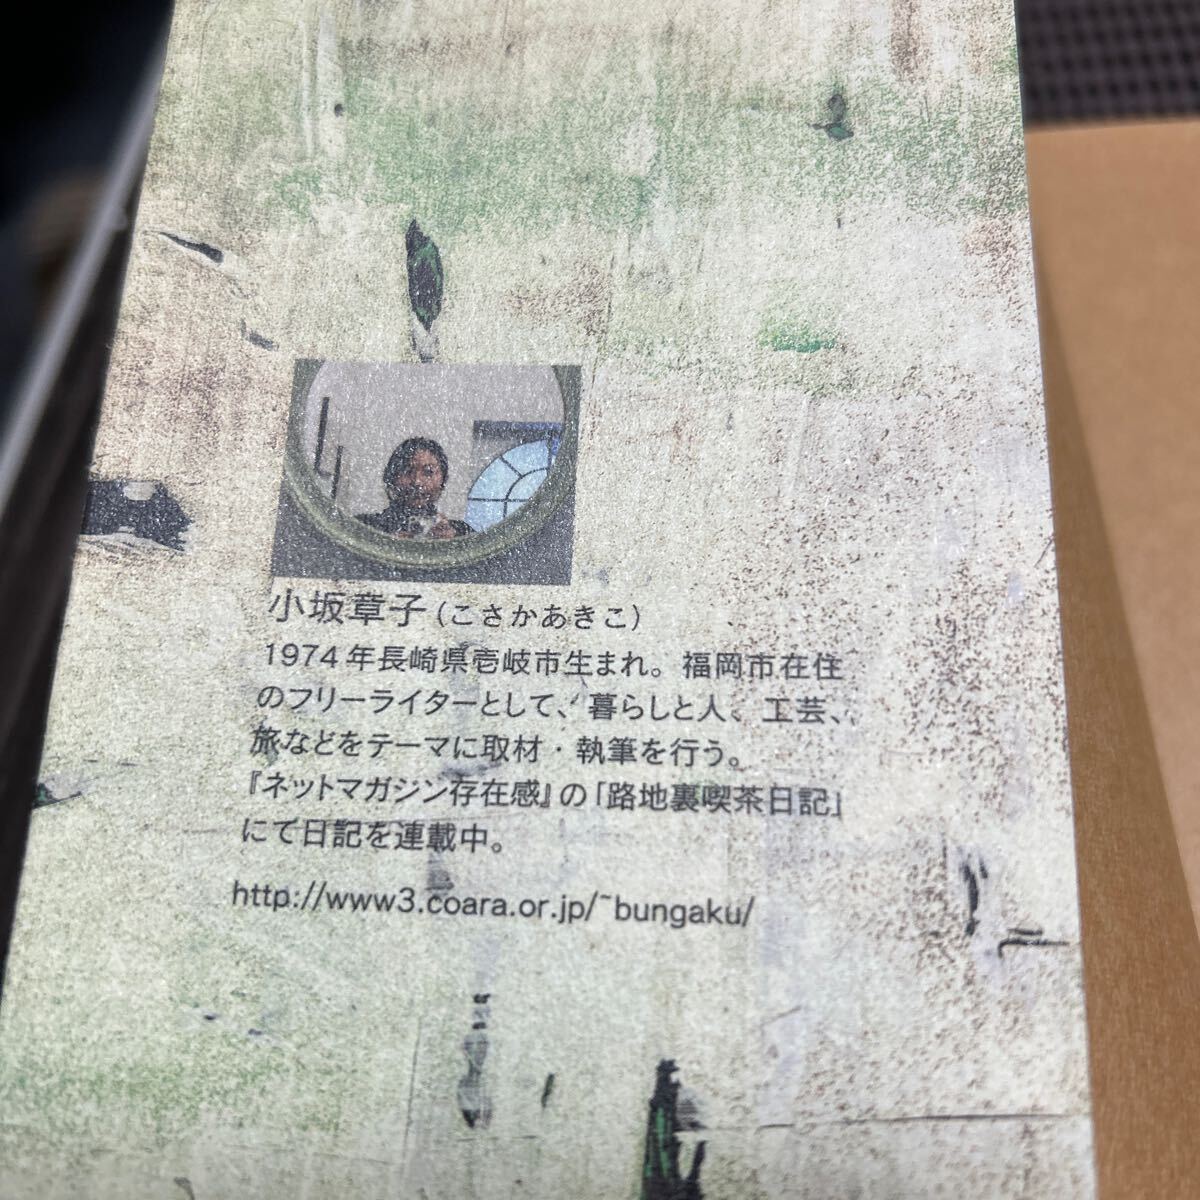 小坂章子(こさかあきこ)
1974年長崎県壱岐市生まれ。福岡市在住
のフリーライターとして、暮らしと人、工芸、
旅などをテーマに取材・執筆を行う。
『ネットマガジン存在感』の「路地裏喫茶日記」
にて日記を連載中。
http://www3.coara.or.jp/~bungaku/